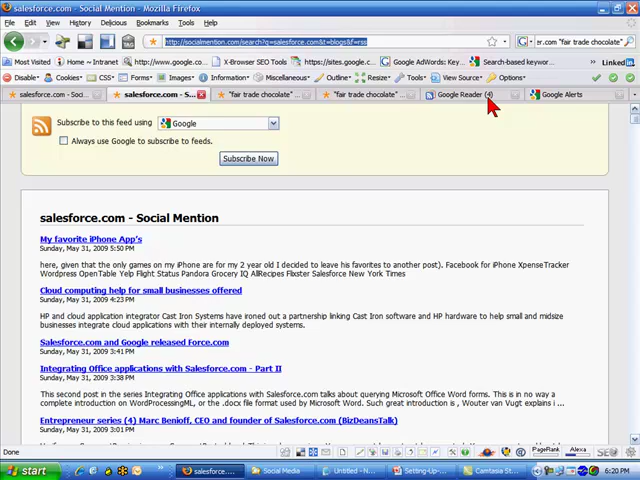 salesforce.com - Social Mention - Mozilla Firefox
Edit View History Delicious Bookmarks Tools Help
http://socialmention.com/search?q=salesforce.com&t=blogs&f=rss
er.com "fair trade chocolate"
Most Visited Home ~ Intranet http://www.google.com... X-Browser SEO Tools https://sites.google.c... Google AdWords: Key... Search-based keywor... LinkedIn
Disable Cookies CSS Forms Images Information Miscellaneous Outline Resize Tools View Source Options
salesforce.com - Soci...
salesforce.com - S...
"fair trade chocolate" ...
"fair trade chocolate" ...
Google Reader (4)
Google Alerts
Subscribe to this feed using Google
Always use Google to subscribe to feeds.
Subscribe Now
salesforce.com - Social Mention
My favorite iPhone App's
Sunday, May 31, 2009 5:50 PM
here, given that the only games on my iPhone are for my 2 year old I decided to leave his favorites to another post). Facebook for iPhone XpenseTracker
Wordpress OpenTable Yelp Flight Status Pandora Grocery IQ AllRecipes Flixster Salesforce New York Times
Cloud computing help for small businesses offered
Sunday, May 31, 2009 4:23 PM
HP and cloud application integrator Cast Iron Systems have ironed out a partnership linking Cast Iron software and HP hardware to help small and midsize
businesses integrate cloud applications with their internally deployed systems.
Salesforce.com and Google released Force.com
Sunday, May 31, 2009 3:41 PM
Integrating Office applications with Salesforce.com - Part II
Sunday, May 31, 2009 3:38 PM
This second post in the series Integrating Office applications with Salesforce.com talks about querying Microsoft Office Word forms. This is in no way a
complete introduction on WordProcessingML, or the .docx file format used by Microsoft Word. Such great introduction is , Wouter van Vugt explains i ...
Entrepreneur series (4) Marc Benioff, CEO and founder of Salesforce.com (BizDeansTalk)
Sunday, May 31, 2009 3:01 PM
Done
PageRank
Alexa
SEO
start
salesforce....
Social Media
Untitled - N...
Setting-Up-...
Camtasia St...
6:20 PM